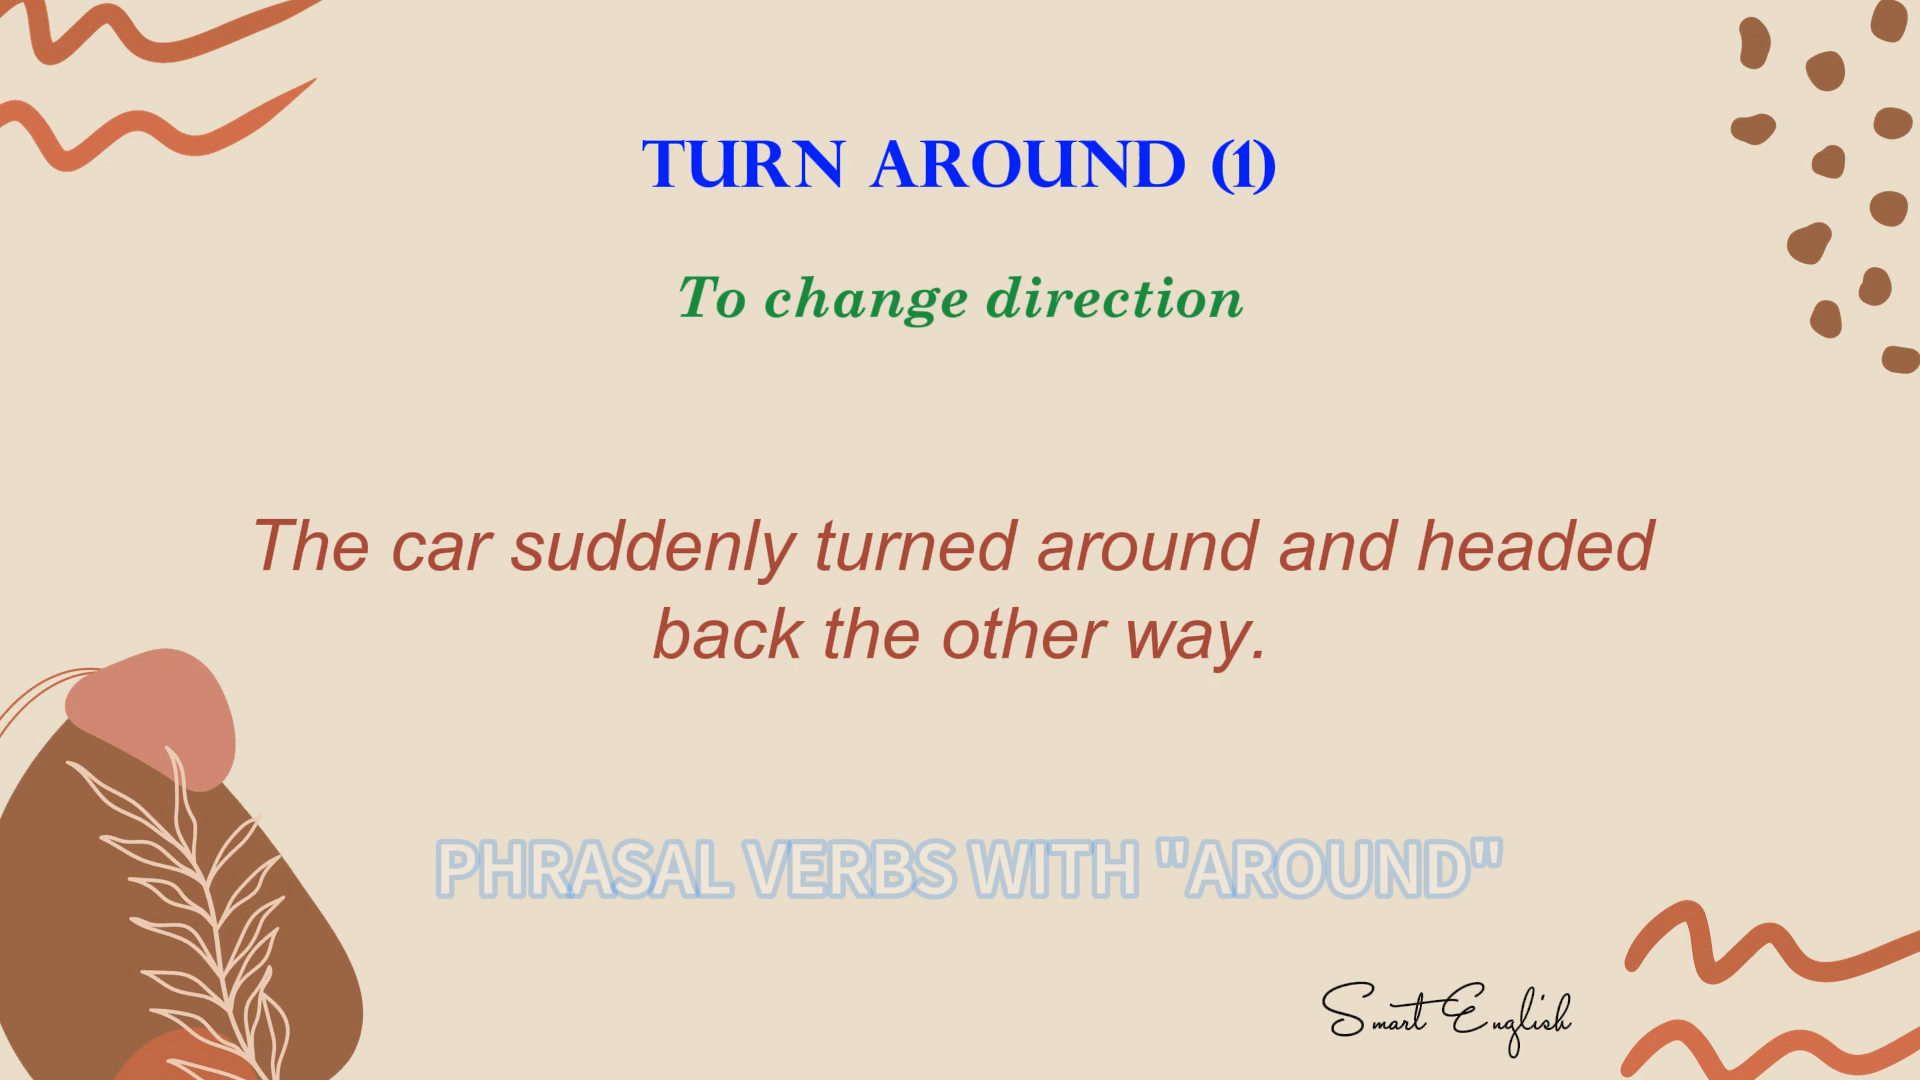 TURN AROUND (1)
To change direction
The car suddenly turned around and headed
back the other way.
PHRASAL VERBS WITH "AROUND"
Smart English